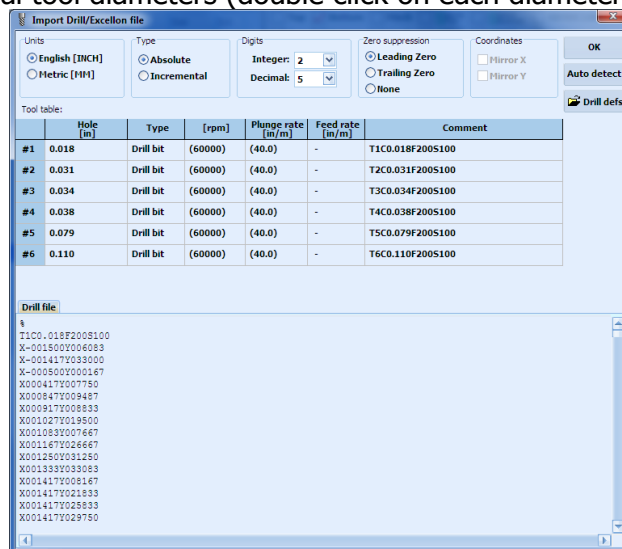 al tool diameters (double click on each diameter
Import Drill/Excellon file
Units
English [INCH]
Metric [MM]
Type
Absolute
Incremental
Digits
Integer: 2
Decimal: 5
Zero suppression
Leading Zero
Trailing Zero
None
Coordinates
Mirror X
Mirror Y
OK
Auto detect
Drill defs
Tool table:
Hole [in] Type [rpm] Plunge rate [in/m] Feed rate [in/m] Comment
#1 0.018 Drill bit (60000) (40.0) - T1C0.018F200S100
#2 0.031 Drill bit (60000) (40.0) - T2C0.031F200S100
#3 0.034 Drill bit (60000) (40.0) - T3C0.034F200S100
#4 0.038 Drill bit (60000) (40.0) - T4C0.038F200S100
#5 0.079 Drill bit (60000) (40.0) - T5C0.079F200S100
#6 0.110 Drill bit (60000) (40.0) - T6C0.110F200S100
Drill file
%
T1C0.018F200S100
X-001500Y006083
X-001417Y033000
X-000500Y000167
X000417Y007750
X000847Y009487
X000917Y008833
X001027Y019500
X001083Y007667
X001167Y026667
X001250Y031250
X001333Y033083
X001417Y008167
X001417Y021833
X001417Y025833
X001417Y029750